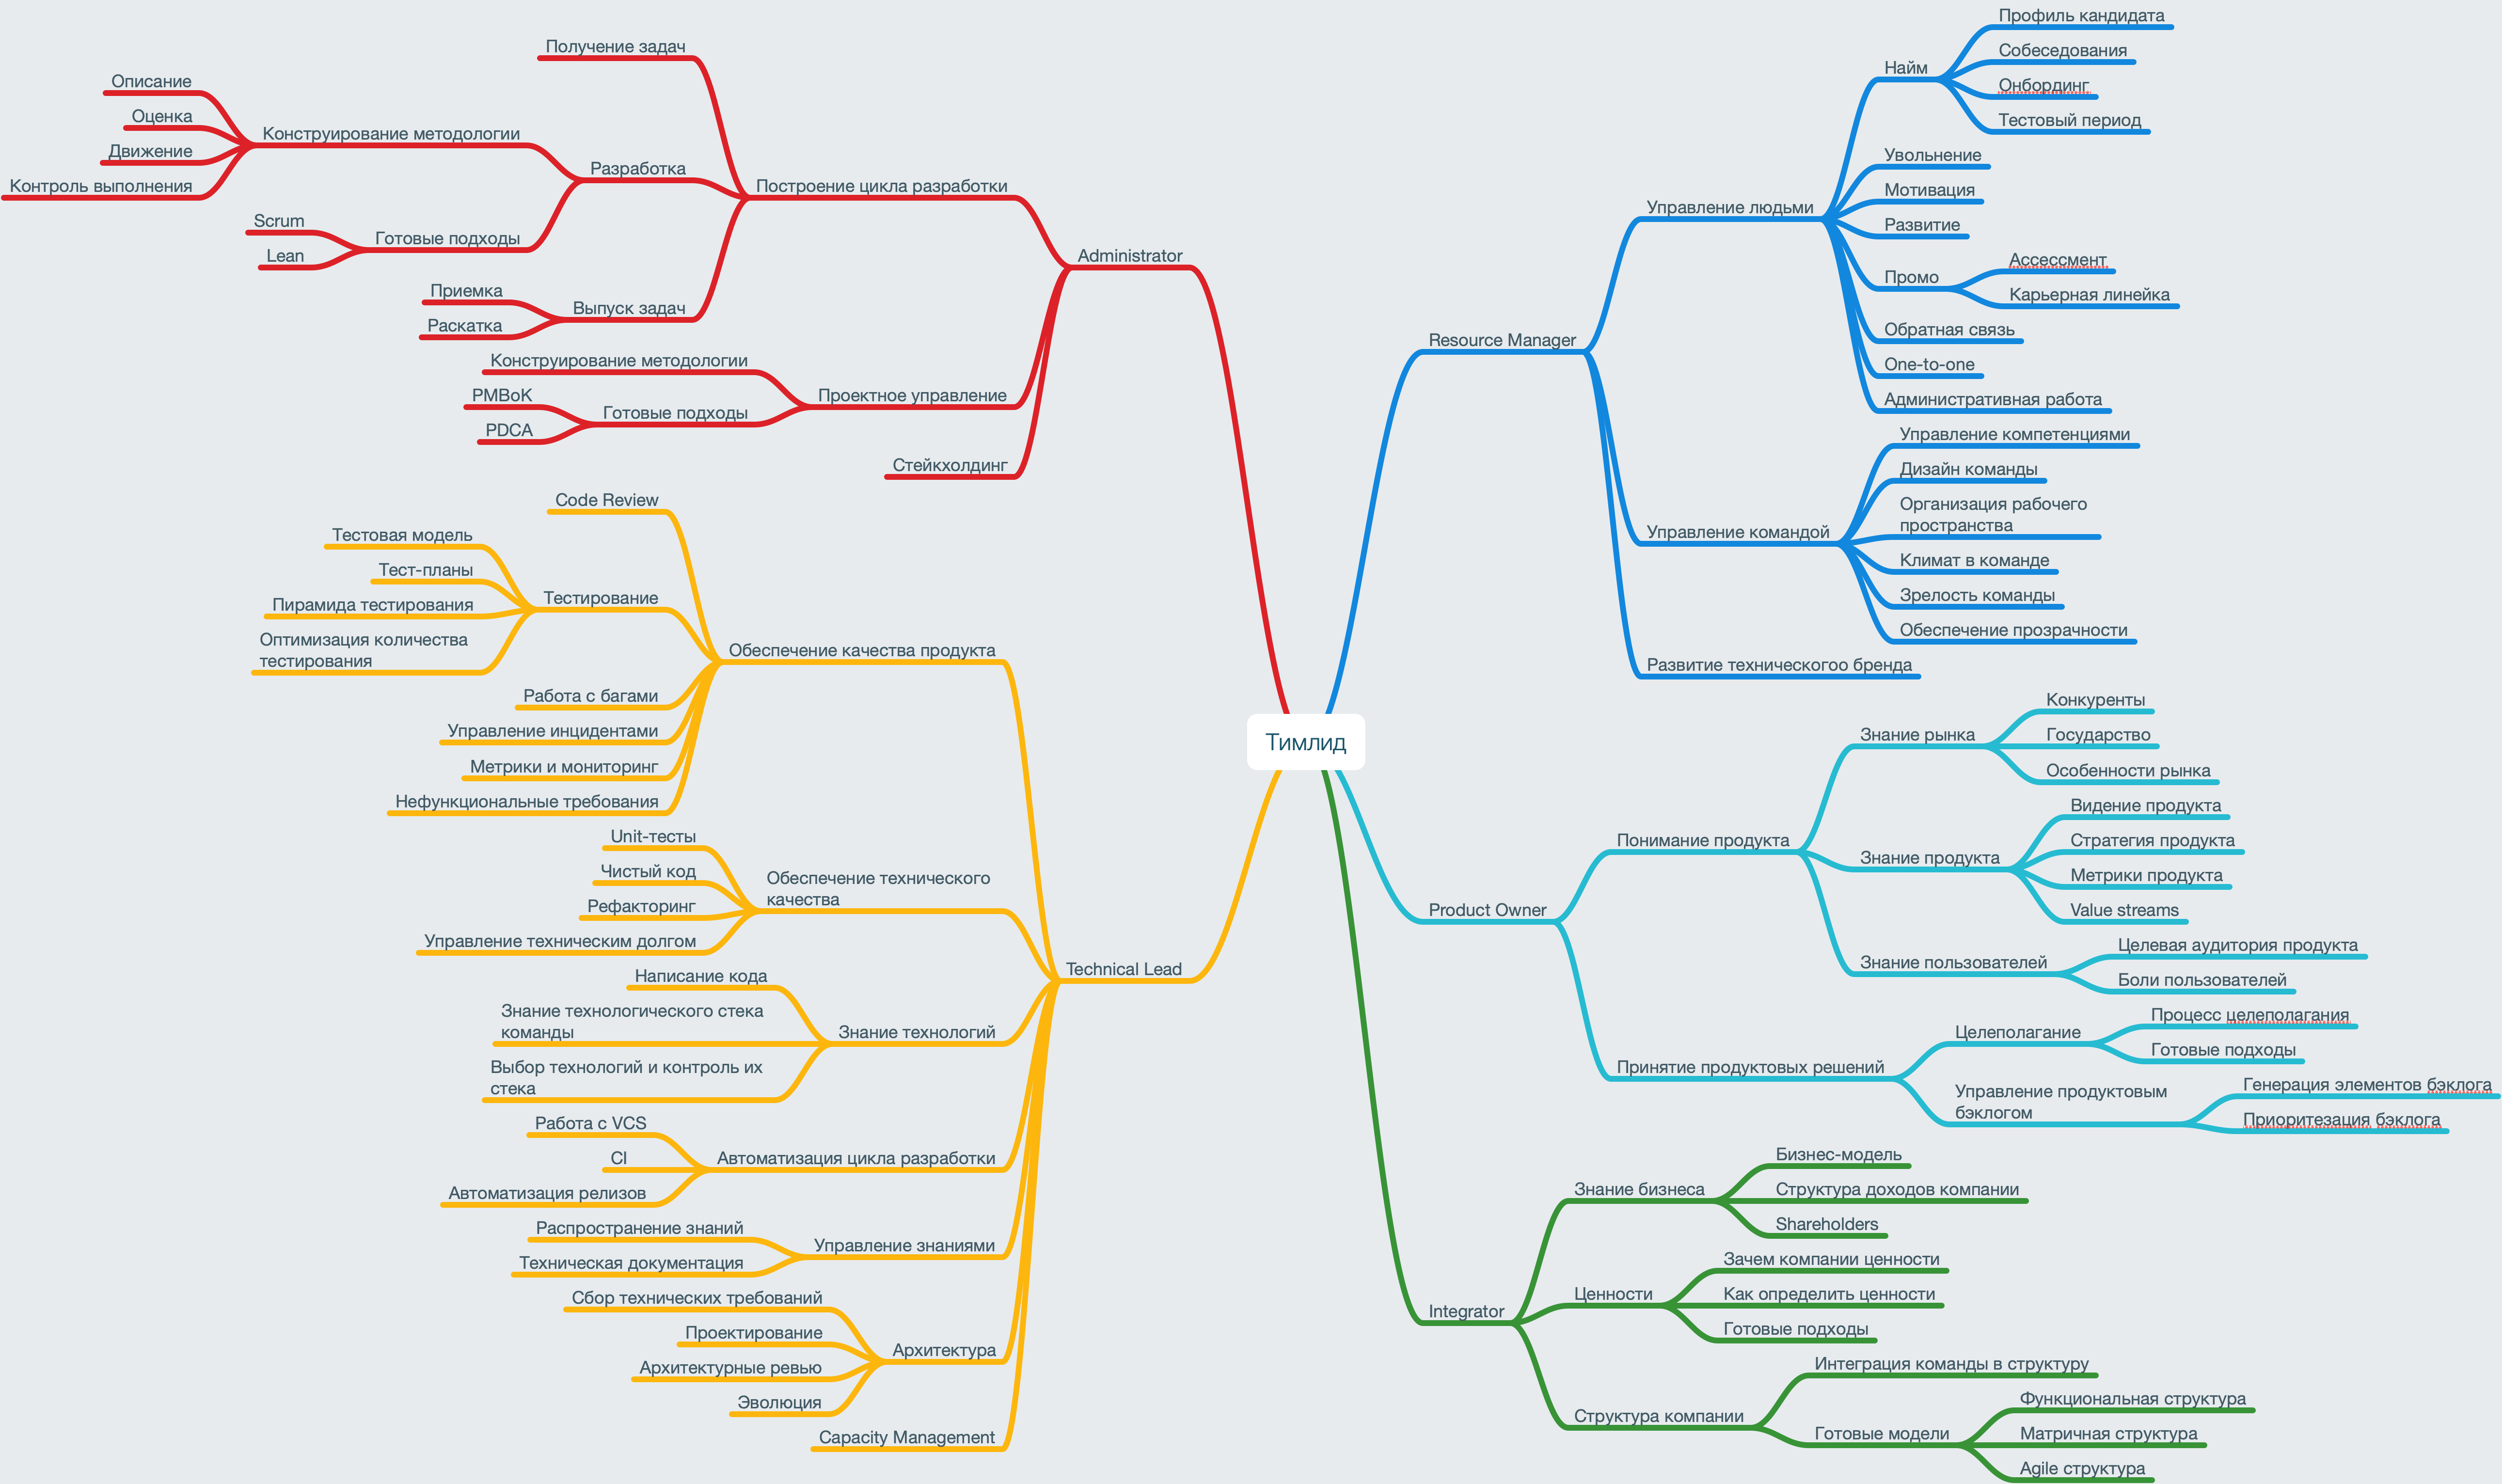 Тимлид
Administrator
Построение цикла разработки
Получение задач
Разработка
Конструирование методологии
Описание
Оценка
Движение
Контроль выполнения
Готовые подходы
Scrum
Lean
Выпуск задач
Приемка
Раскатка
Проектное управление
Конструирование методологии
Готовые подходы
PMBoK
PDCA
Стейкхолдинг
Technical Lead
Обеспечение качества продукта
Code Review
Тестирование
Тестовая модель
Тест-планы
Пирамида тестирования
Оптимизация количества
тестирования
Работа с багами
Управление инцидентами
Метрики и мониторинг
Нефункциональные требования
Обеспечение технического
качества
Unit-тесты
Чистый код
Рефакторинг
Управление техническим долгом
Знание технологий
Написание кода
Знание технологического стека
команды
Выбор технологий и контроль их
стека
Автоматизация цикла разработки
Работа с VCS
CI
Автоматизация релизов
Управление знаниями
Распространение знаний
Техническая документация
Архитектура
Сбор технических требований
Проектирование
Архитектурные ревью
Эволюция
Capacity Management
Resource Manager
Управление людьми
Найм
Профиль кандидата
Собеседования
Онбординг
Тестовый период
Увольнение
Мотивация
Развитие
Промо
Ассессмент
Карьерная линейка
Обратная связь
One-to-one
Административная работа
Управление командой
Управление компетенциями
Дизайн команды
Организация рабочего
пространства
Климат в команде
Зрелость команды
Обеспечение прозрачности
Развитие техническогоо бренда
Product Owner
Понимание продукта
Знание рынка
Конкуренты
Государство
Особенности рынка
Знание продукта
Видение продукта
Стратегия продукта
Метрики продукта
Value streams
Знание пользователей
Целевая аудитория продукта
Боли пользователей
Принятие продуктовых решений
Целеполагание
Процесс целеполагания
Готовые подходы
Управление продуктовым
бэклогом
Генерация элементов бэклога
Приоритезация бэклога
Integrator
Знание бизнеса
Бизнес-модель
Структура доходов компании
Shareholders
Ценности
Зачем компании ценности
Как определить ценности
Готовые подходы
Структура компании
Интеграция команды в структуру
Готовые модели
Функциональная структура
Матричная структура
Agile структура